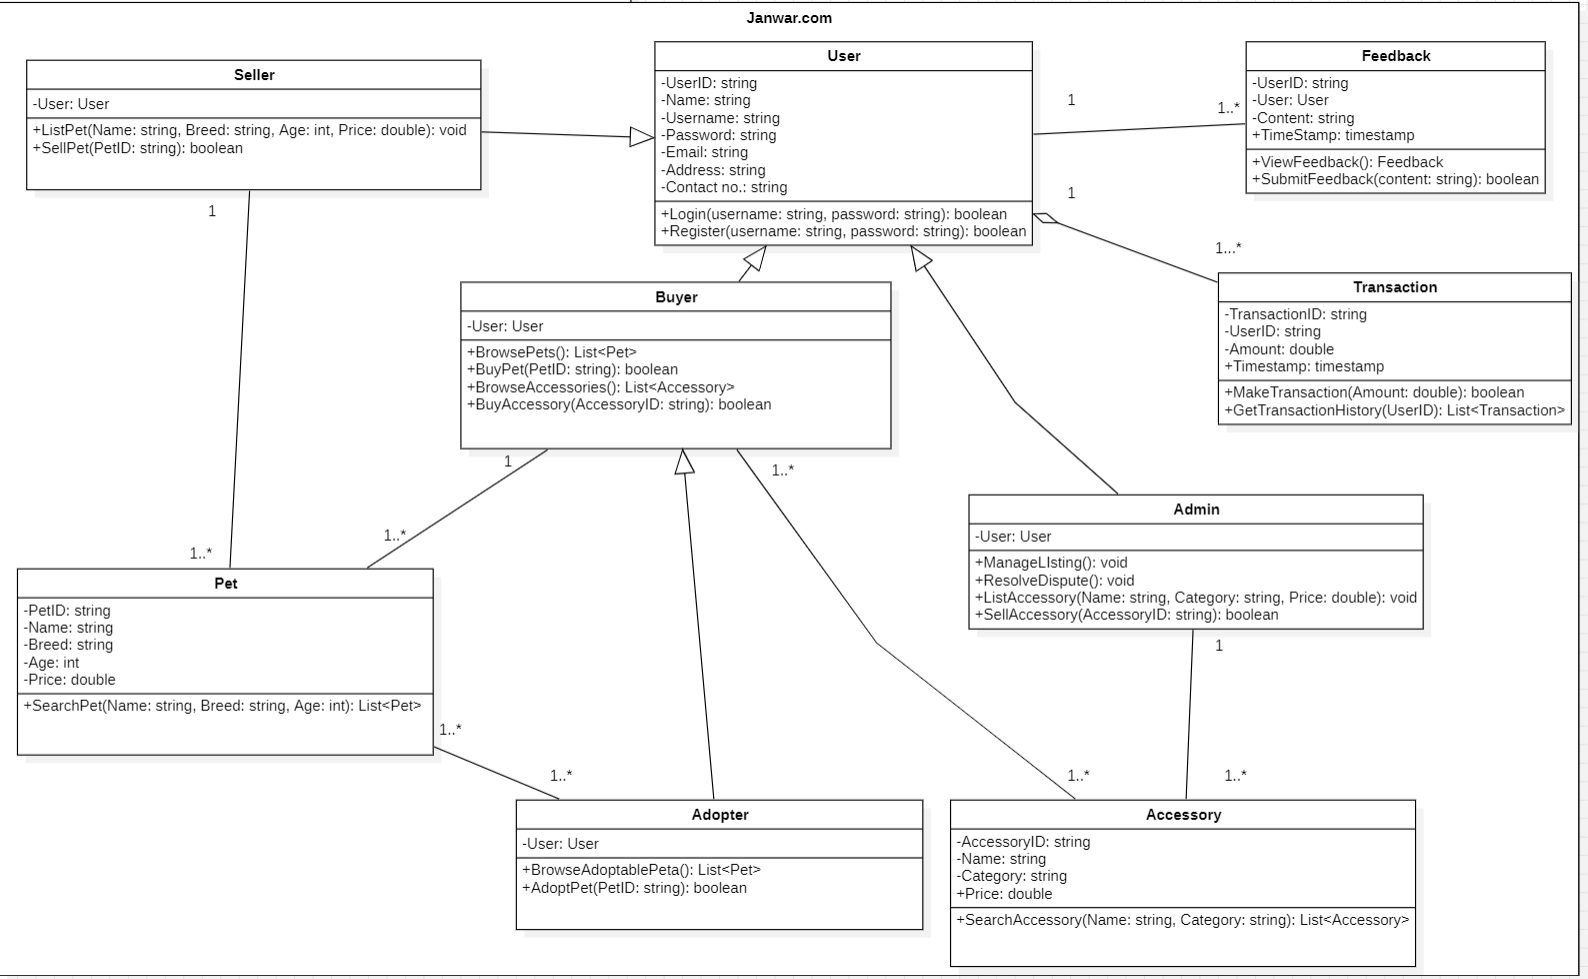 Janwar.com
Seller
-User: User
+ListPet(Name: string, Breed: string, Age: int, Price: double): void
+SellPet(PetID: string): boolean
User
-UserID: string
-Name: string
-Username: string
-Password: string
-Email: string
-Address: string
-Contact no.: string
+Login(username: string, password: string): boolean
+Register(username: string, password: string): boolean
Feedback
-UserID: string
-User: User
-Content: string
+TimeStamp: timestamp
+ViewFeedback(): Feedback
+SubmitFeedback(content: string): boolean
1
1..*
1
1...*
1
1..*
Transaction
-TransactionID: string
-UserID: string
-Amount: double
+Timestamp: timestamp
+MakeTransaction(Amount: double): boolean
+GetTransactionHistory(UserID): List<Transaction>
Buyer
-User: User
+BrowsePets(): List<Pet>
+BuyPet(PetID: string): boolean
+BrowseAccessories(): List<Accessory>
+BuyAccessory(AccessoryID: string): boolean
1
1..*
1..*
1..*
Admin
-User: User
+ManageLIsting(): void
+ResolveDispute(): void
+ListAccessory(Name: string, Category: string, Price: double): void
+SellAccessory(AccessoryID: string): boolean
1
1..*
Pet
-PetID: string
-Name: string
-Breed: string
-Age: int
-Price: double
+SearchPet(Name: string, Breed: string, Age: int): List<Pet>
1..*
1..*
Adopter
-User: User
+BrowseAdoptablePeta(): List<Pet>
+AdoptPet(PetID: string): boolean
Accessory
-AccessoryID: string
-Name: string
-Category: string
+Price: double
+SearchAccessory(Name: string, Category: string): List<Accessory>